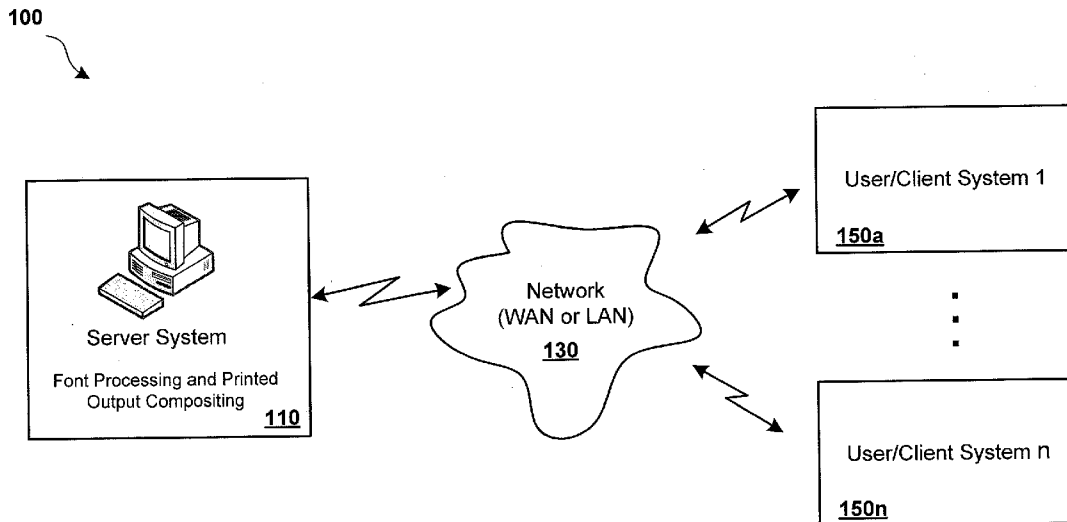 100
Server System
Font Processing and Printed
Output Compositing
110
Network
(WAN or LAN)
130
User/Client System 1
150a
User/Client System n
150n